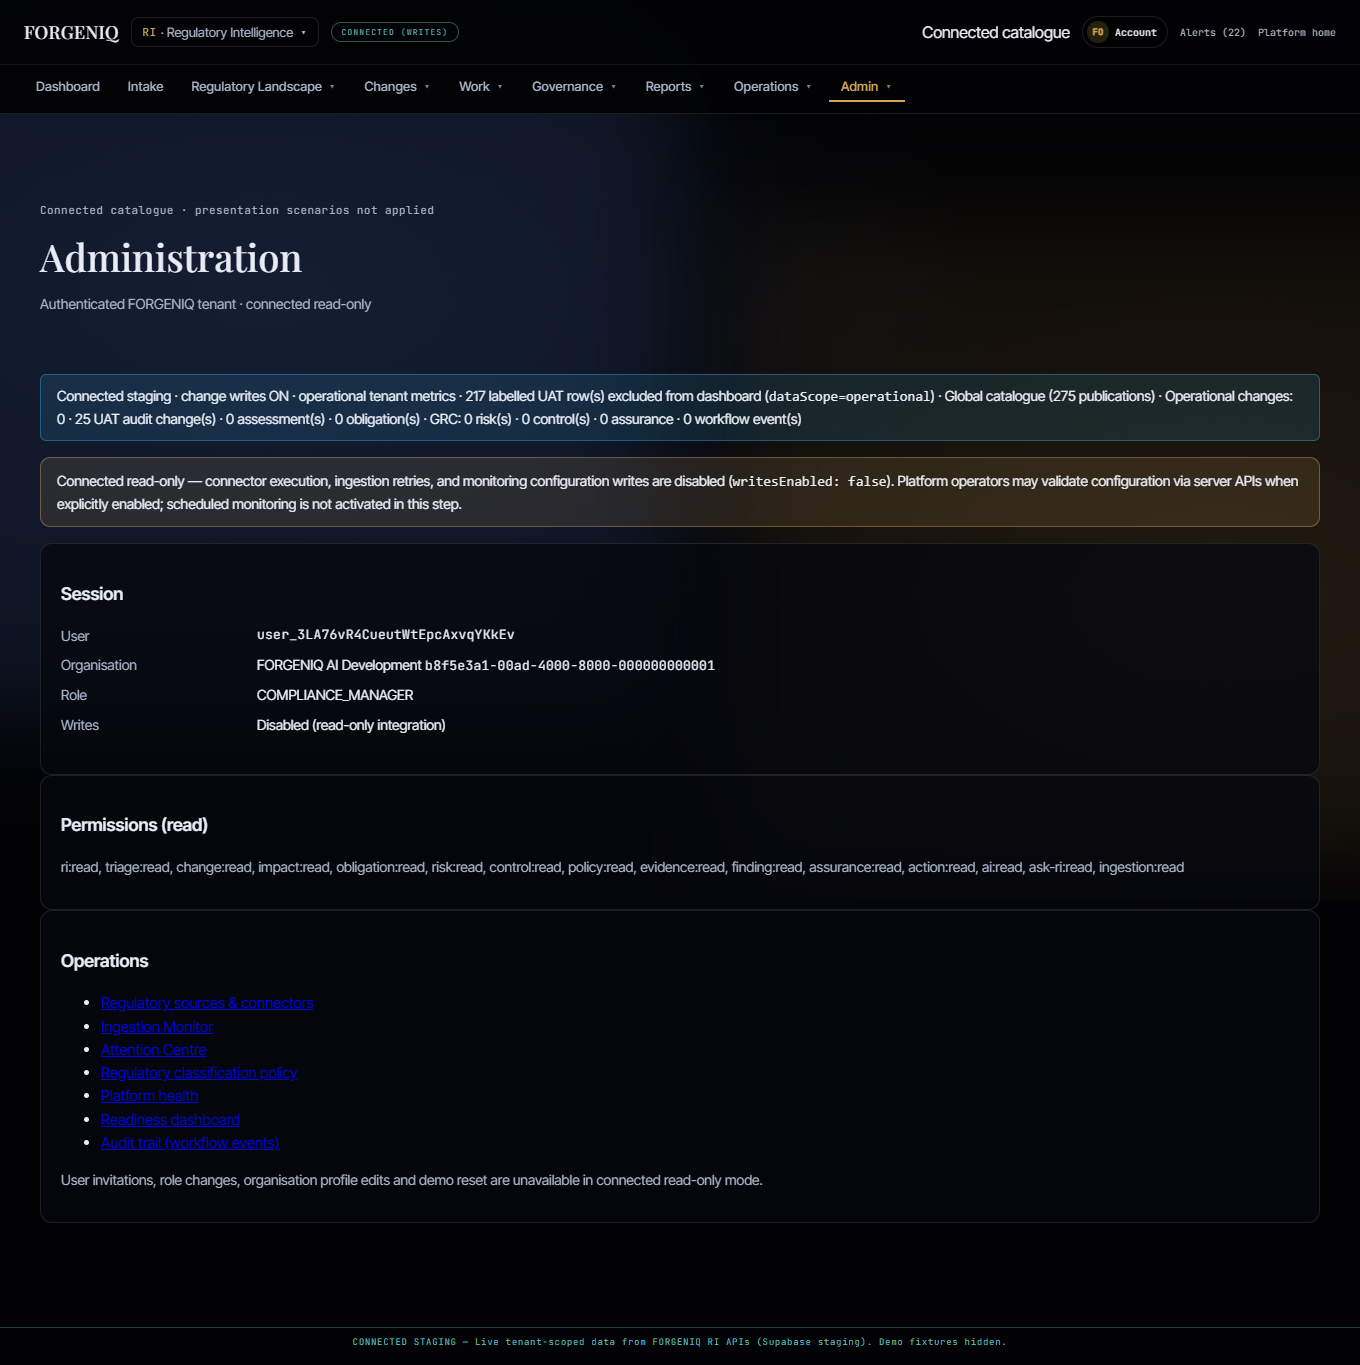 FORGENIQ
RI · Regulatory Intelligence ▾
CONNECTED (WRITES)
Connected catalogue
FO Account
Alerts (22)
Platform home
Dashboard
Intake
Regulatory Landscape ▾
Changes ▾
Work ▾
Governance ▾
Reports ▾
Operations ▾
Admin ▾
Connected catalogue · presentation scenarios not applied
Administration
Authenticated FORGENIQ tenant · connected read-only
Connected staging · change writes ON · operational tenant metrics · 217 labelled UAT row(s) excluded from dashboard (dataScope=operational) · Global catalogue (275 publications) · Operational changes:
0 · 25 UAT audit change(s) · 0 assessment(s) · 0 obligation(s) · GRC: 0 risk(s) · 0 control(s) · 0 assurance · 0 workflow event(s)
Connected read-only — connector execution, ingestion retries, and monitoring configuration writes are disabled (writesEnabled: false). Platform operators may validate configuration via server APIs when
explicitly enabled; scheduled monitoring is not activated in this step.
Session
User user_3LA76vR4CueutWtEpcAxvqYKkEv
Organisation FORGENIQ AI Development b8f5e3a1-00ad-4000-8000-000000000001
Role COMPLIANCE_MANAGER
Writes Disabled (read-only integration)
Permissions (read)
ri:read, triage:read, change:read, impact:read, obligation:read, risk:read, control:read, policy:read, evidence:read, finding:read, assurance:read, action:read, ai:read, ask-ri:read, ingestion:read
Operations
Regulatory sources & connectors
Ingestion Monitor
Attention Centre
Regulatory classification policy
Platform health
Readiness dashboard
Audit trail (workflow events)
User invitations, role changes, organisation profile edits and demo reset are unavailable in connected read-only mode.
CONNECTED STAGING — Live tenant-scoped data from FORGENIQ RI APIs (Supabase staging). Demo fixtures hidden.